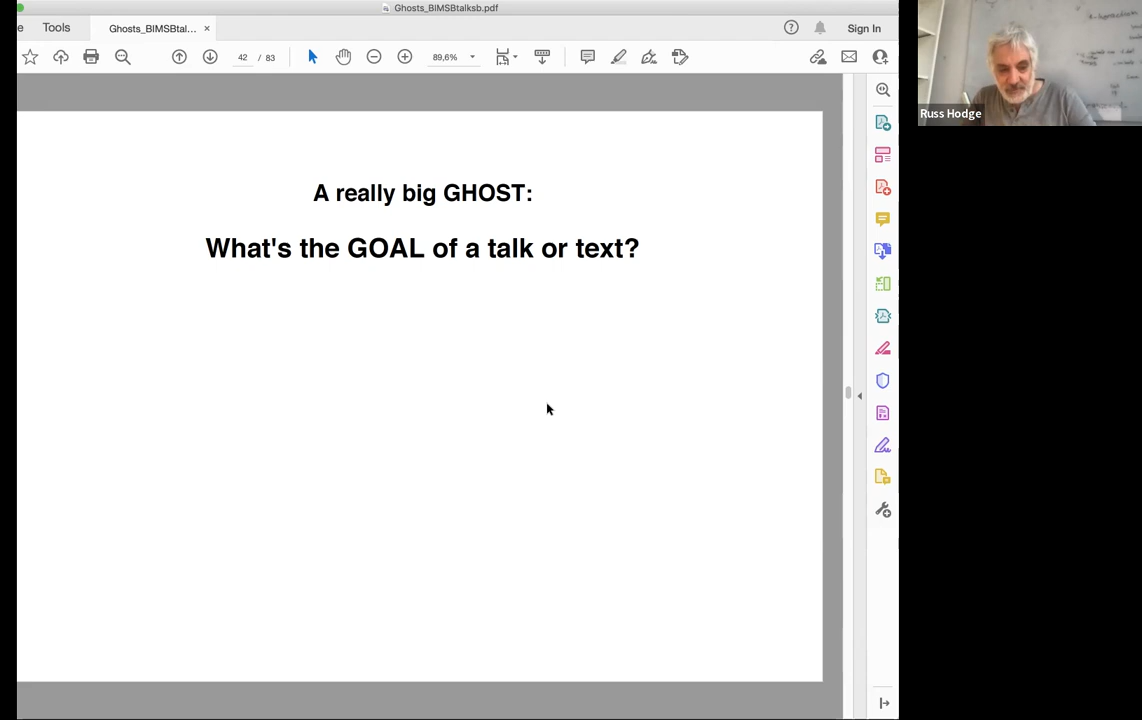 Ghosts_BIMSBtalksb.pdf
e Tools Ghosts_BIMSBtal... × Sign In
42 / 83 89,6%
Russ Hodge
A really big GHOST:
What's the GOAL of a talk or text?